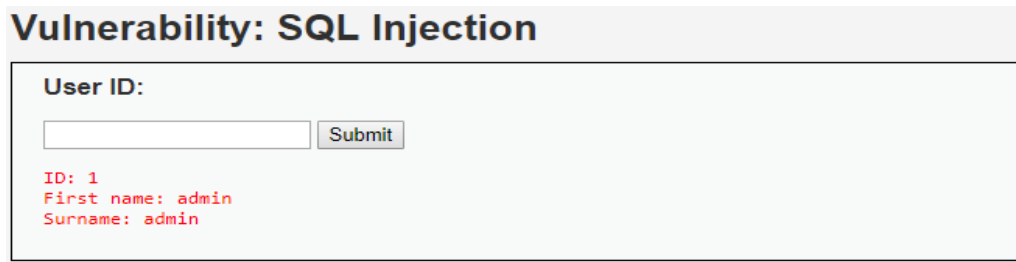 Vulnerability: SQL Injection
User ID:
Submit
ID: 1
First name: admin
Surname: admin